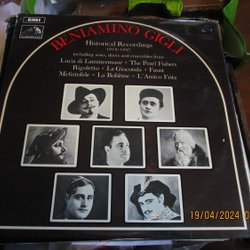 EMI
BENIAMINO GIGLI
Historical Recordings
including arias, duets and ensembles from
Lucia di Lammermoor • The Pearl Fishers
Rigoletto • La Gioconda • Faust
Mefistofele • La Bohème • L'Amico Fritz
19/04/2024 0